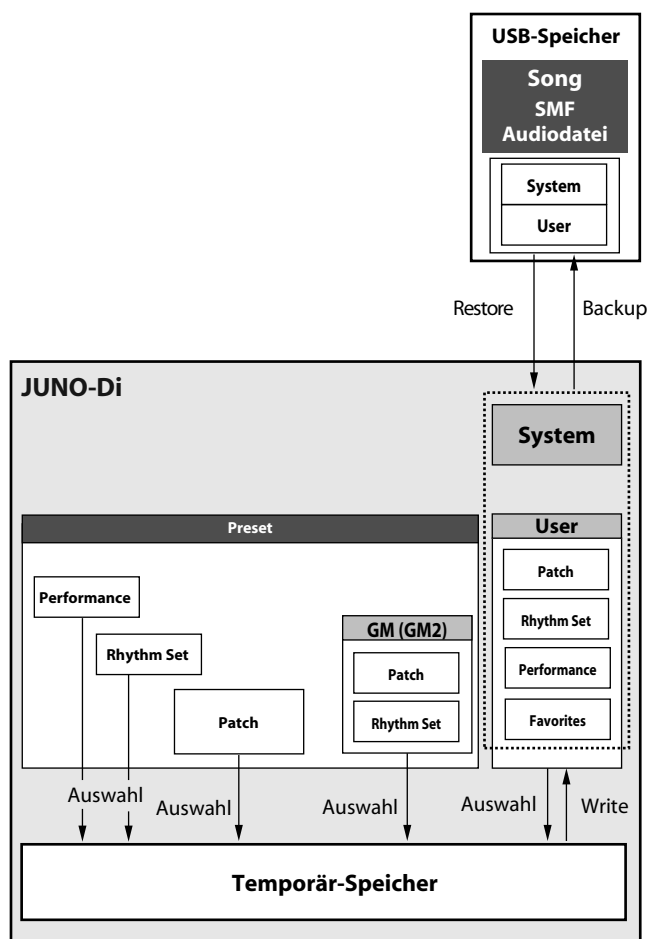 USB-Speicher
Song
SMF
Audiodatei
System
User
Restore
Backup
JUNO-Di
System
Preset
User
Performance
Rhythm Set
Patch
GM (GM2)
Patch
Rhythm Set
Patch
Rhythm Set
Performance
Favorites
Auswahl
Auswahl
Auswahl
Auswahl
Write
Temporär-Speicher